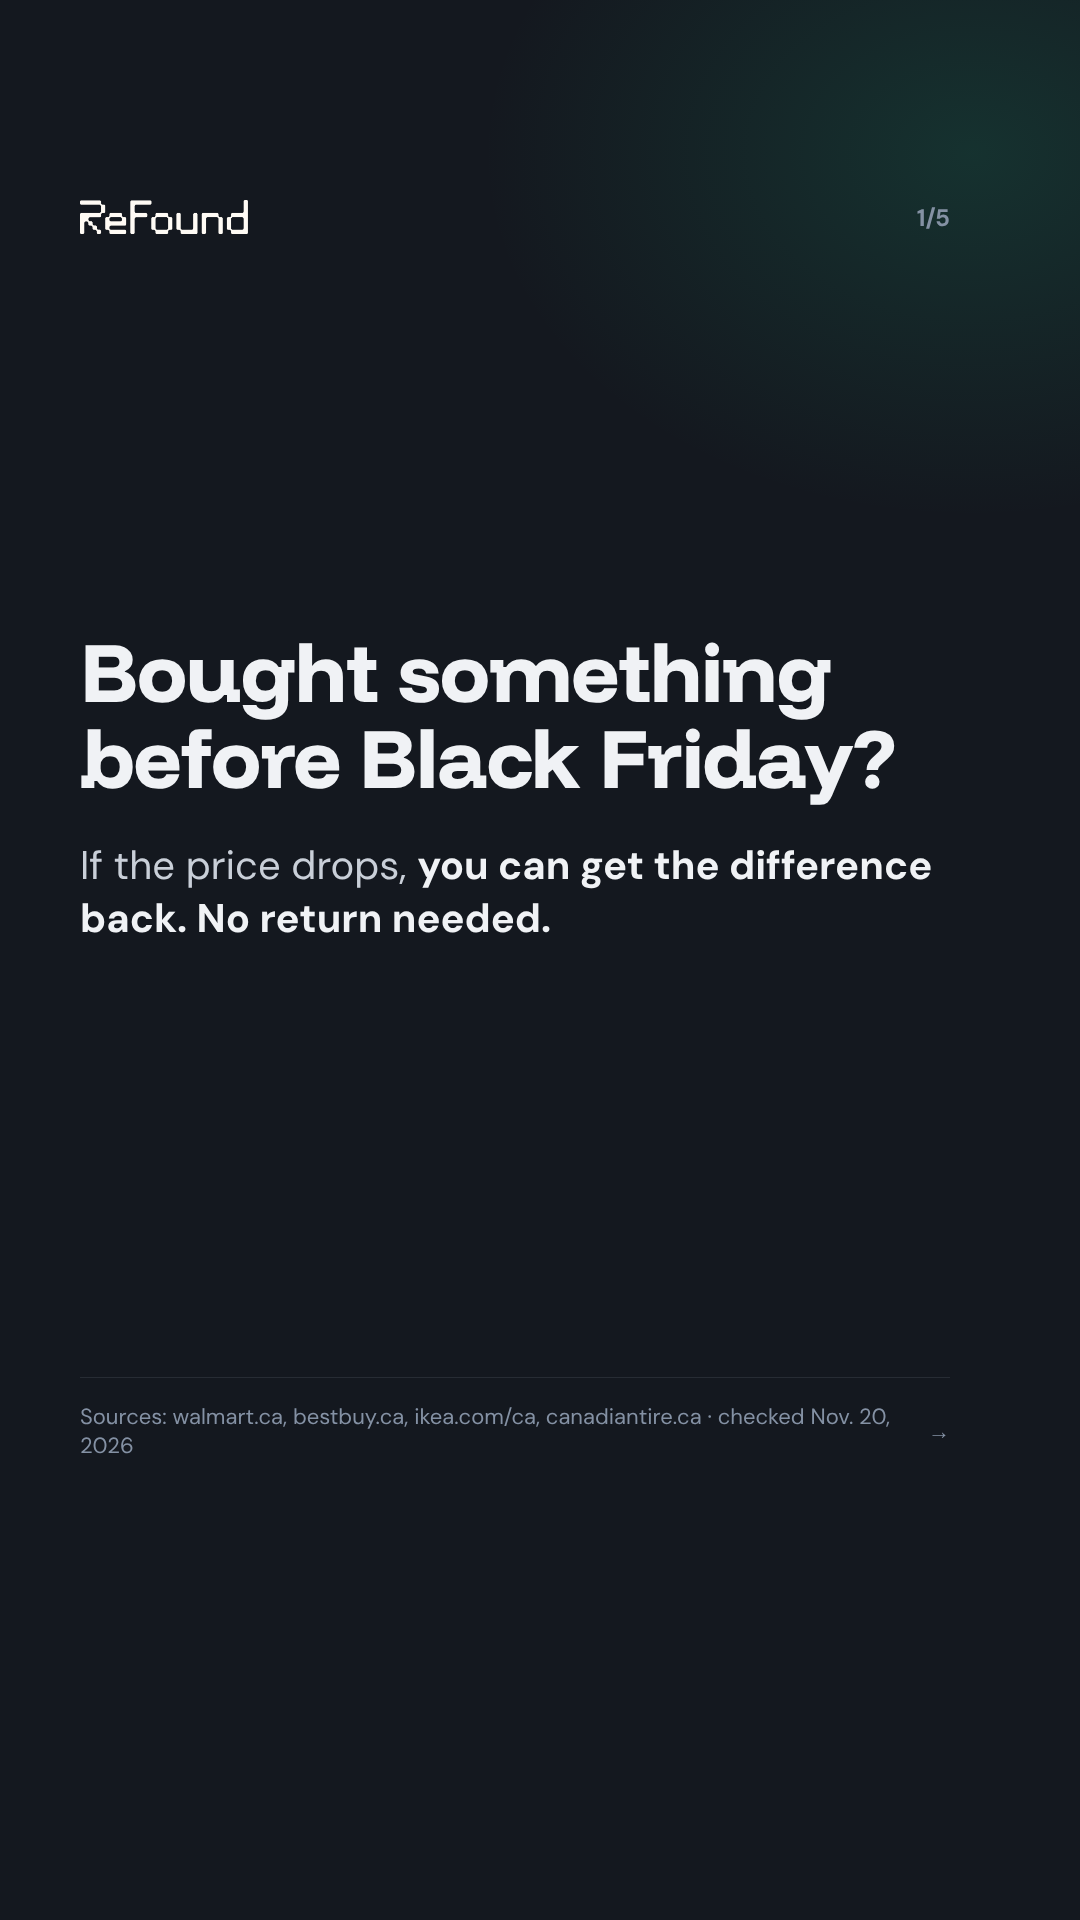 ReFound
1/5
Bought something
before Black Friday?
If the price drops, you can get the difference
back. No return needed.
Sources: walmart.ca, bestbuy.ca, ikea.com/ca, canadiantire.ca · checked Nov. 20,
2026
→